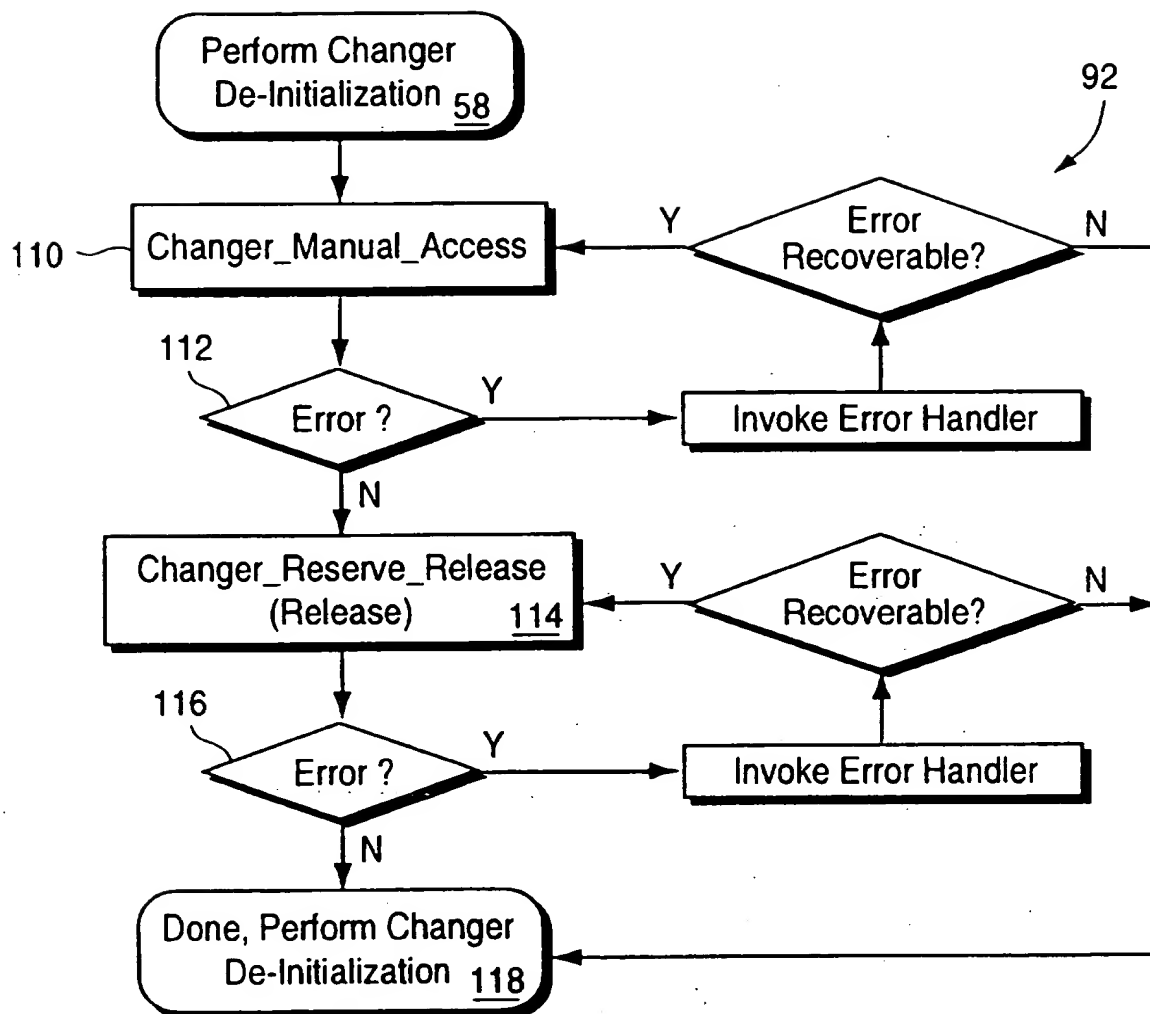 Perform Changer
De-Initialization 58
92
110
Changer_Manual_Access
Y
Error
Recoverable?
N
112
Error ?
Y
Invoke Error Handler
N
Changer_Reserve_Release
(Release) 114
Y
Error
Recoverable?
N
116
Error ?
Y
Invoke Error Handler
N
Done, Perform Changer
De-Initialization 118